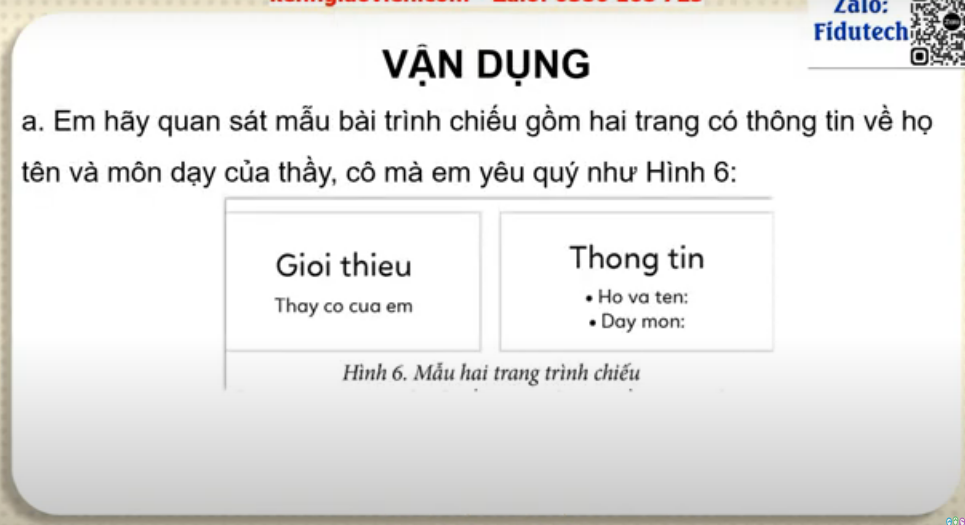 Zalo:
Fidutech
VẬN DỤNG
a. Em hãy quan sát mẫu bài trình chiếu gồm hai trang có thông tin về họ
tên và môn dạy của thầy, cô mà em yêu quý như Hình 6:
Gioi thieu
Thay co cua em
Thong tin
• Ho va ten:
• Day mon:
Hình 6. Mẫu hai trang trình chiếu